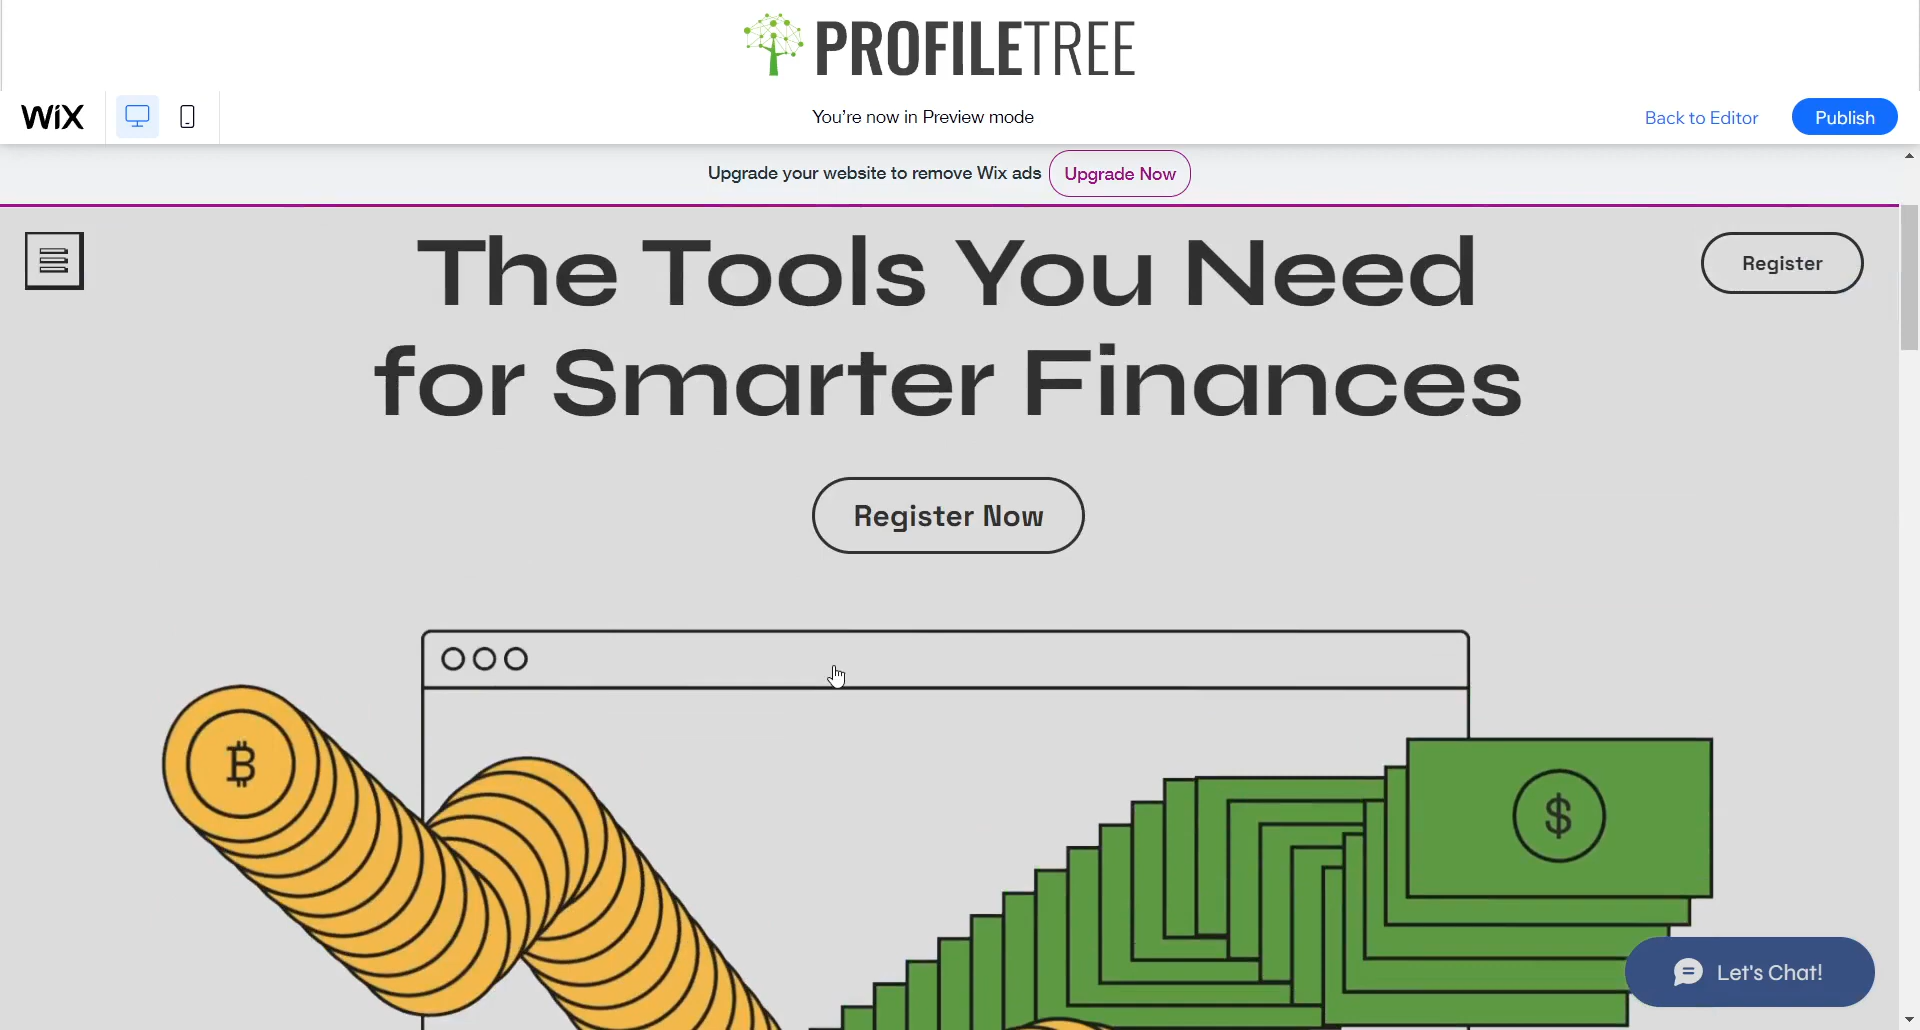 PROFILETREE
WiX
You're now in Preview mode
Back to Editor
Publish
Upgrade your website to remove Wix ads
Upgrade Now
The Tools You Need
for Smarter Finances
Register
Register Now
₿
$
Let's Chat!